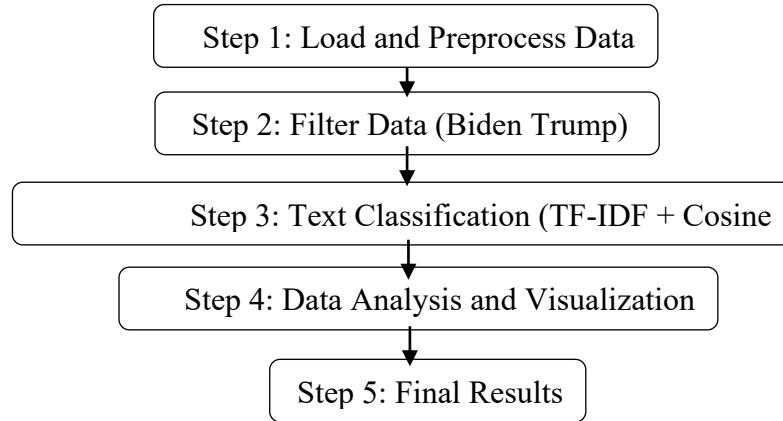 Step 1: Load and Preprocess Data
Step 2: Filter Data (Biden Trump)
Step 3: Text Classification (TF-IDF + Cosine
Step 4: Data Analysis and Visualization
Step 5: Final Results